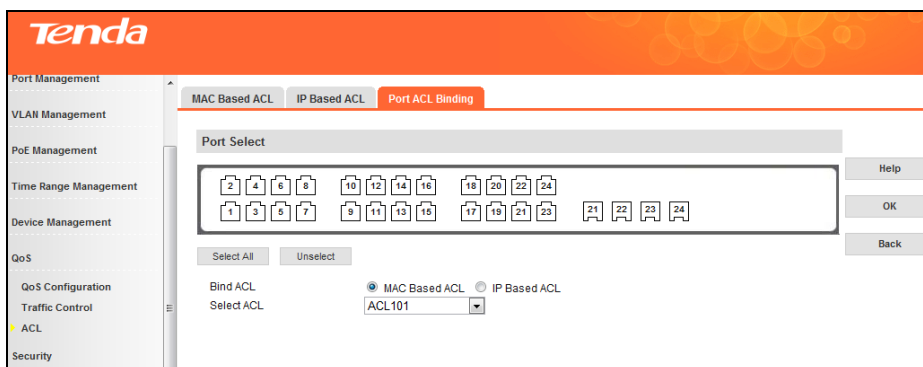 Tenda
Port Management
VLAN Management
PoE Management
Time Range Management
Device Management
QoS
QoS Configuration
Traffic Control
ACL
Security
MAC Based ACL IP Based ACL Port ACL Binding
Port Select
2 4 6 8 10 12 14 16 18 20 22 24
1 3 5 7 9 11 13 15 17 19 21 23 21 22 23 24
Select All Unselect
Bind ACL MAC Based ACL IP Based ACL
Select ACL ACL101
Help
OK
Back